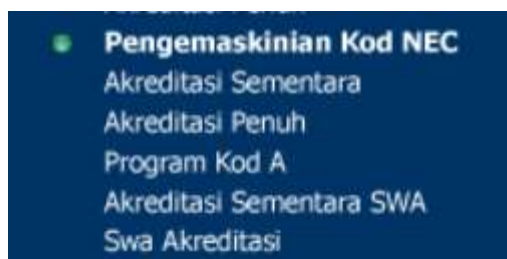 Pengemaskinian Kod NEC
Akreditasi Sementara
Akreditasi Penuh
Program Kod A
Akreditasi Sementara SWA
Swa Akreditasi